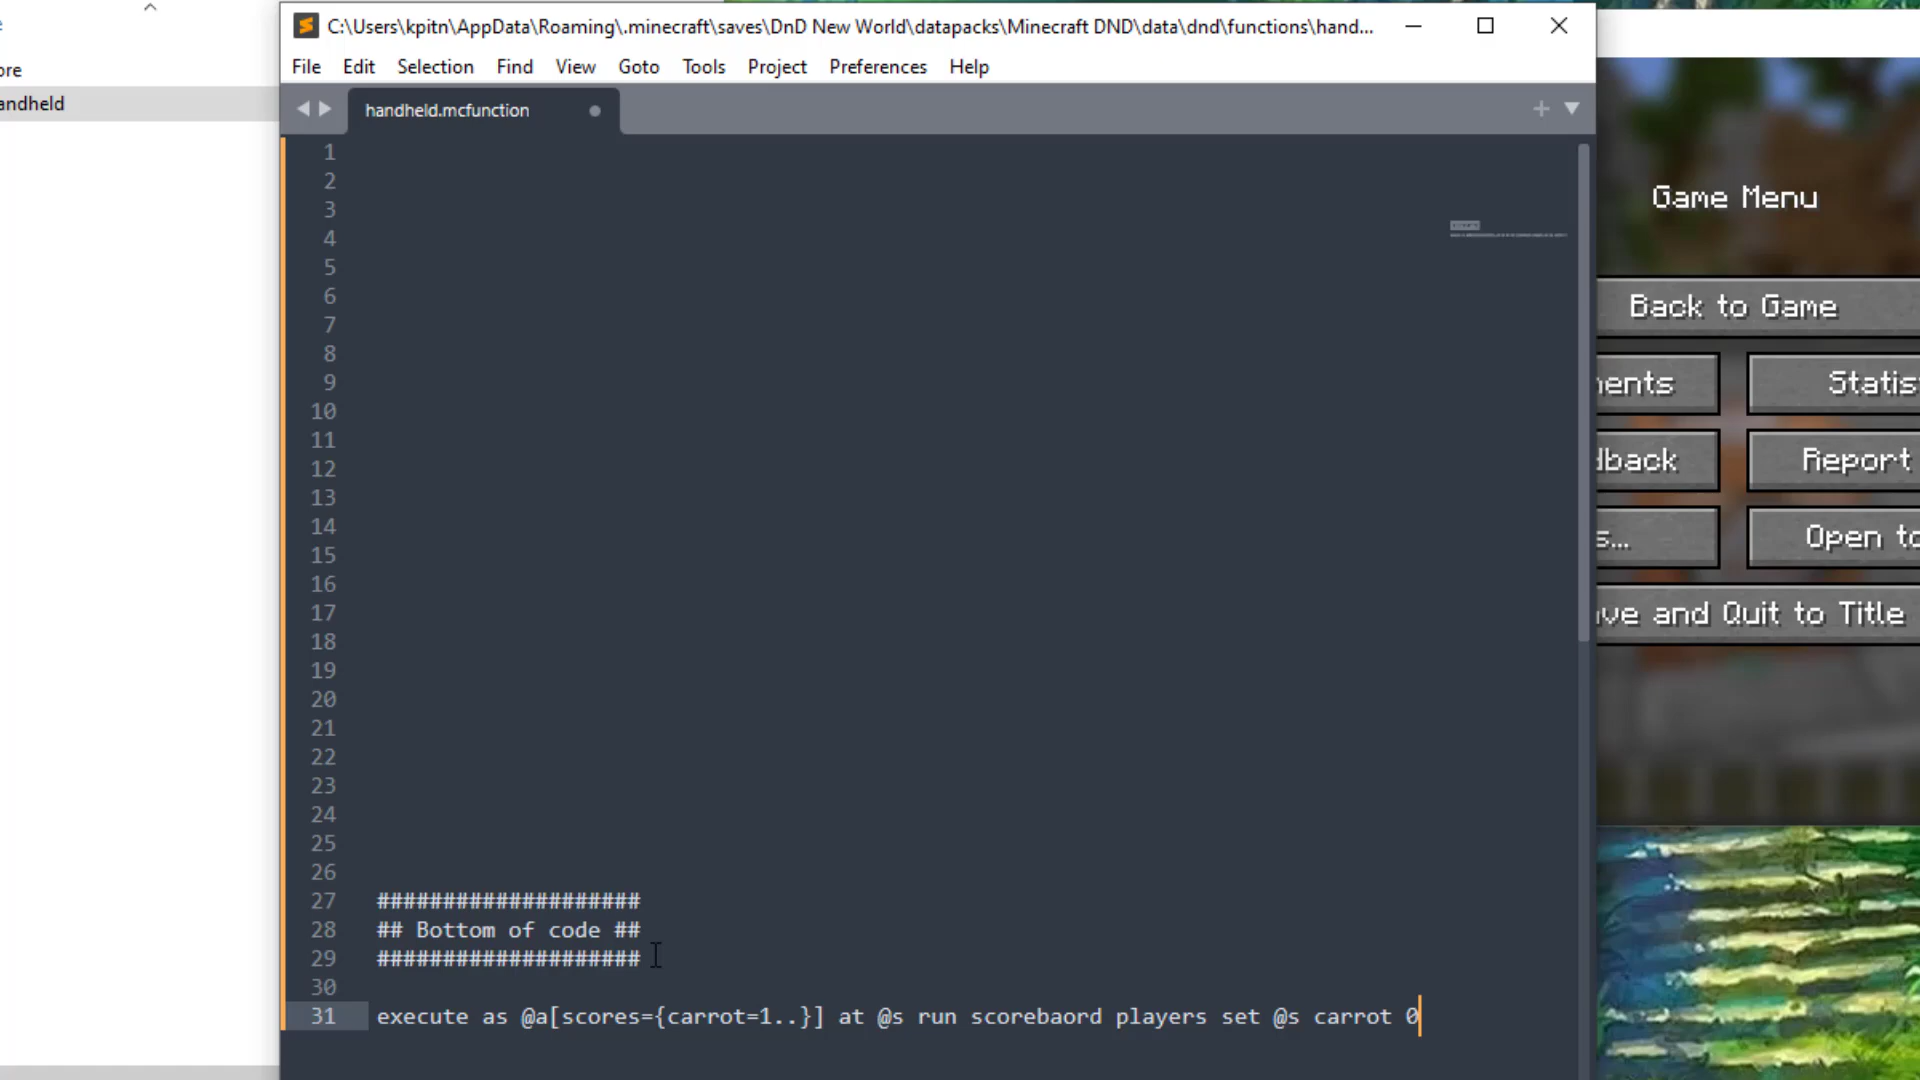 C:\Users\kpitn\AppData\Roaming\.minecraft\saves\DnD New World\datapacks\Minecraft DND\data\dnd\functions\hand...
File Edit Selection Find View Goto Tools Project Preferences Help
ore
andheld
handheld.mcfunction
1
2
3
4
5
6
7
8
9
10
11
12
13
14
15
16
17
18
19
20
21
22
23
24
25
26
27 ####################
28 ## Bottom of code ##
29 ####################
30
31 execute as @a[scores={carrot=1..}] at @s run scorebaord players set @s carrot 0
Game Menu
Back to Game
ents Statis
dback Report
s... Open to
ve and Quit to Title